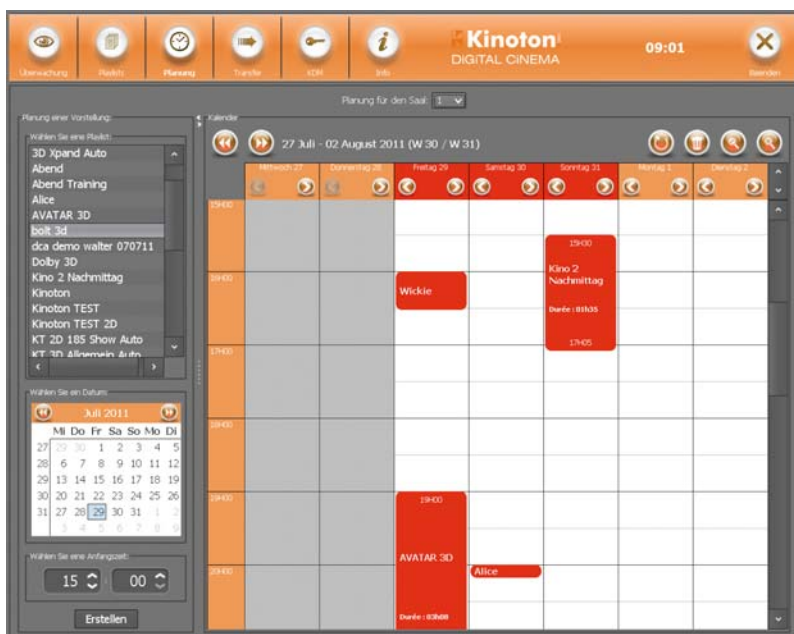 Überwachung
Playlists
Planung
Transfer
KDM
Info
Kinoton
DIGITAL CINEMA
09:01
Beenden
Planung für den Saal: 1
Planung einer Vorstellung:
Wählen Sie eine Playlist:
3D Xpand Auto
Abend
Abend Training
Alice
AVATAR 3D
bolt 3d
dca demo walter 070711
Dolby 3D
Kino 2 Nachmittag
Kinoton
Kinoton TEST
Kinoton TEST 2D
KT 2D 185 Show Auto
KT 3D Allgemein Auto
Wählen Sie ein Datum:
Juli 2011
Mi Do Fr Sa So Mo Di
27 29 30 1 2 3 4 5
28 6 7 8 9 10 11 12
29 13 14 15 16 17 18 19
30 20 21 22 23 24 25 26
31 27 28 29 30 31 1 2
3 4 5 6 7 8 9
Wählen Sie eine Anfangszeit:
15 : 00
Erstellen
Kalender
27 Juli - 02 August 2011 (W 30 / W 31)
Mittwoch 27 Donnerstag 28 Freitag 29 Samstag 30 Sonntag 31 Montag 1 Dienstag 2
15H00
15H30
Kino 2
Nachmittag
Durée : 01h35
17H05
16H00
Wickie
17H00
18H00
19H00
19H00
AVATAR 3D
Durée : 03h08
20H00
Alice